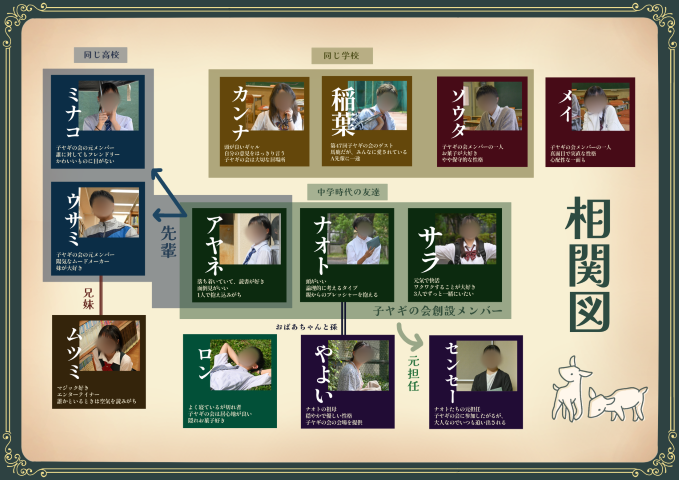 同じ高校
同じ学校
ミナコ
子ヤギの会の元メンバー
誰に対してもフレンドリー
かわいいものに目がない
カンナ
頭が良いギャル
自分の意見をはっきり言う
子ヤギの会は大切な居場所
稲葉
第47回子ヤギの会のゲスト
馬鹿だが、みんなに愛されている
A先輩に一途
ソウタ
子ヤギの会メンバーの一人
お菓子が大好き
やや保守的な性格
メイ
子ヤギの会メンバーの一人
真面目で実直な性格
心配性な一面も
ウサミ
子ヤギの会の元メンバー
陽気なムードメーカー
妹が大好き
先輩
中学時代の友達
アヤネ
落ち着いていて、読書が好き
面倒見がいい
1人で抱え込みがち
ナオト
頭がいい
論理的に考えるタイプ
親からのプレッシャーを抱える
サラ
元気で快活
ワクワクすることが大好き
3人でずっと一緒にいたい
子ヤギの会創設メンバー
相関図
兄妹
おばあちゃんと孫
元担任
ムツミ
マジック好き
エンターテイナー
誰かといるときは空気を読みがち
ロン
よく寝ているが切れ者
子ヤギの会は居心地が良い
隠れお菓子好き
やよい
ナオトの祖母
穏やかで優しい性格
子ヤギの会の会場を提供
センセー
ナオトたちの元担任
子ヤギの会に参加したがるが、
大人なのでいつも追い出される